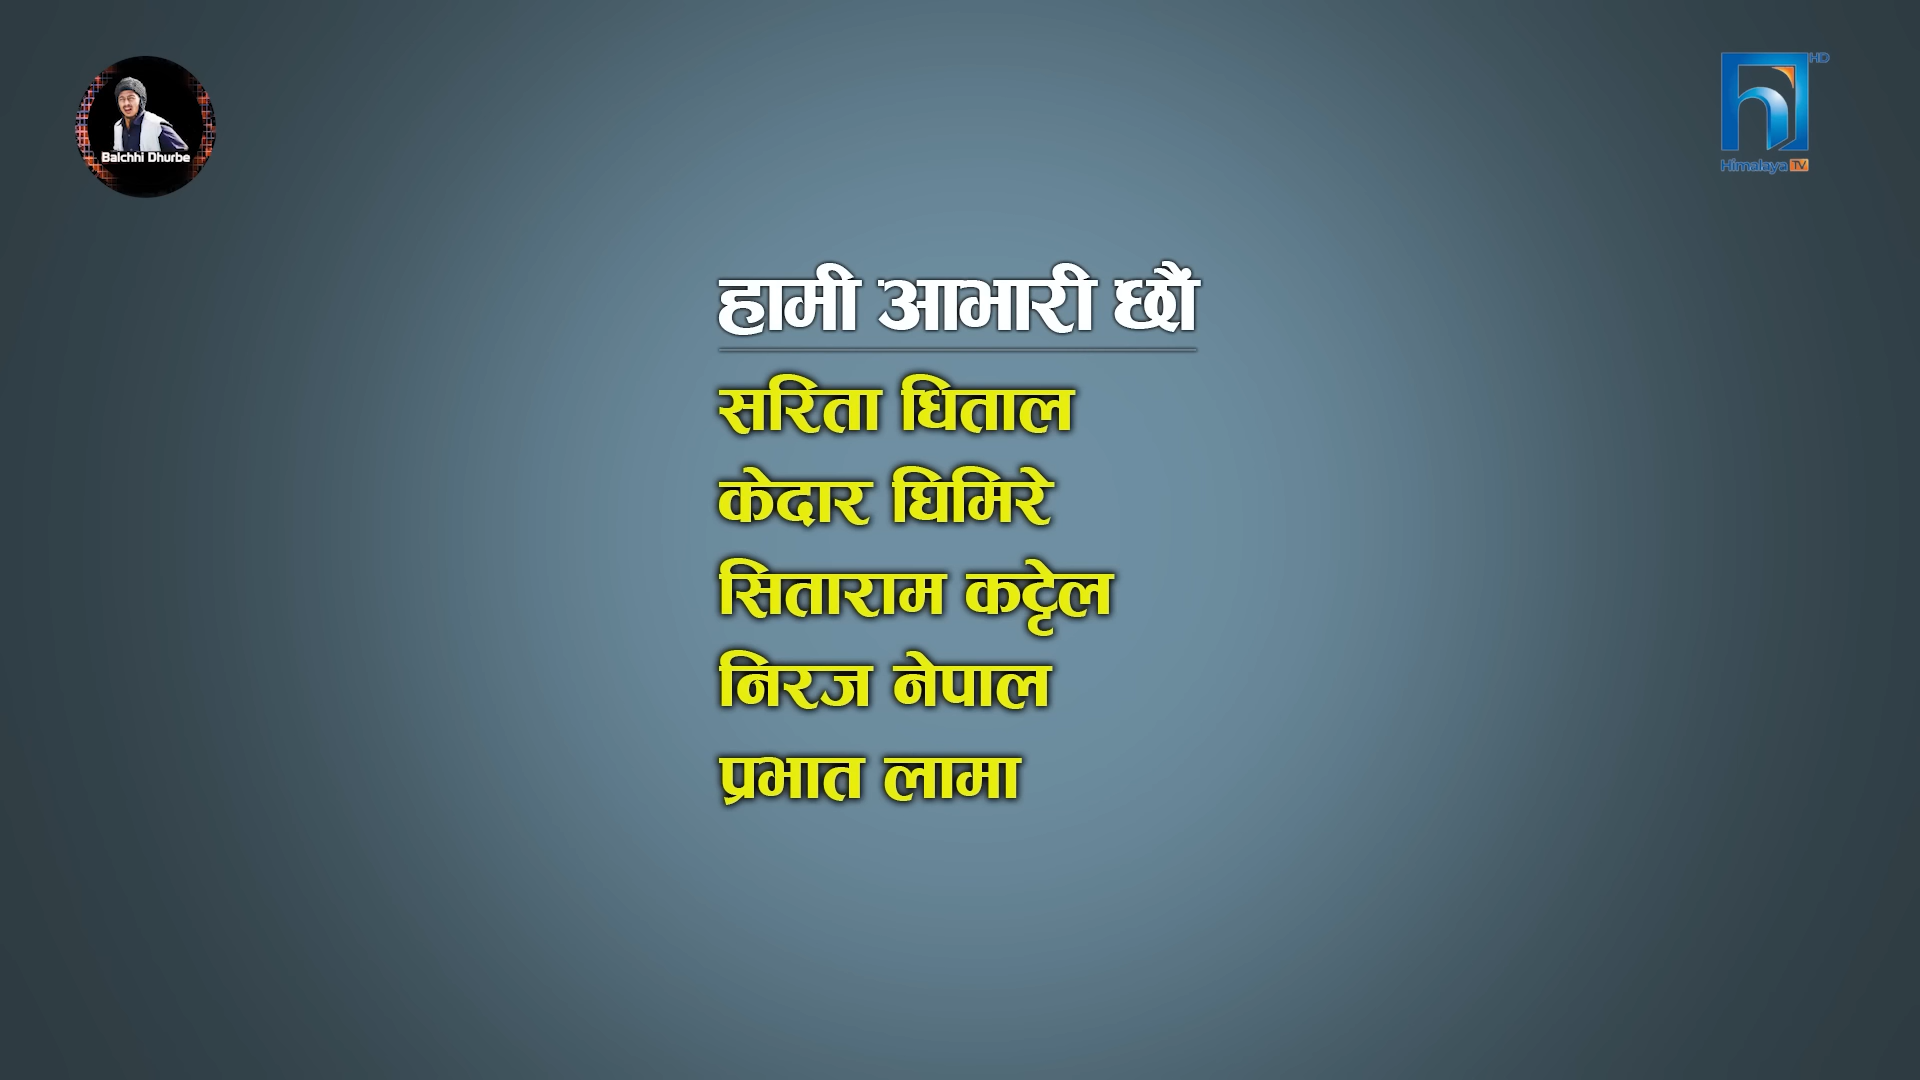 Balchhi Dhurbe
HD
Himalaya TV
हामी आभारी छौं
सरिता धिताल
केदार घिमिरे
सिताराम कट्टेल
निरज नेपाल
प्रभात लामा